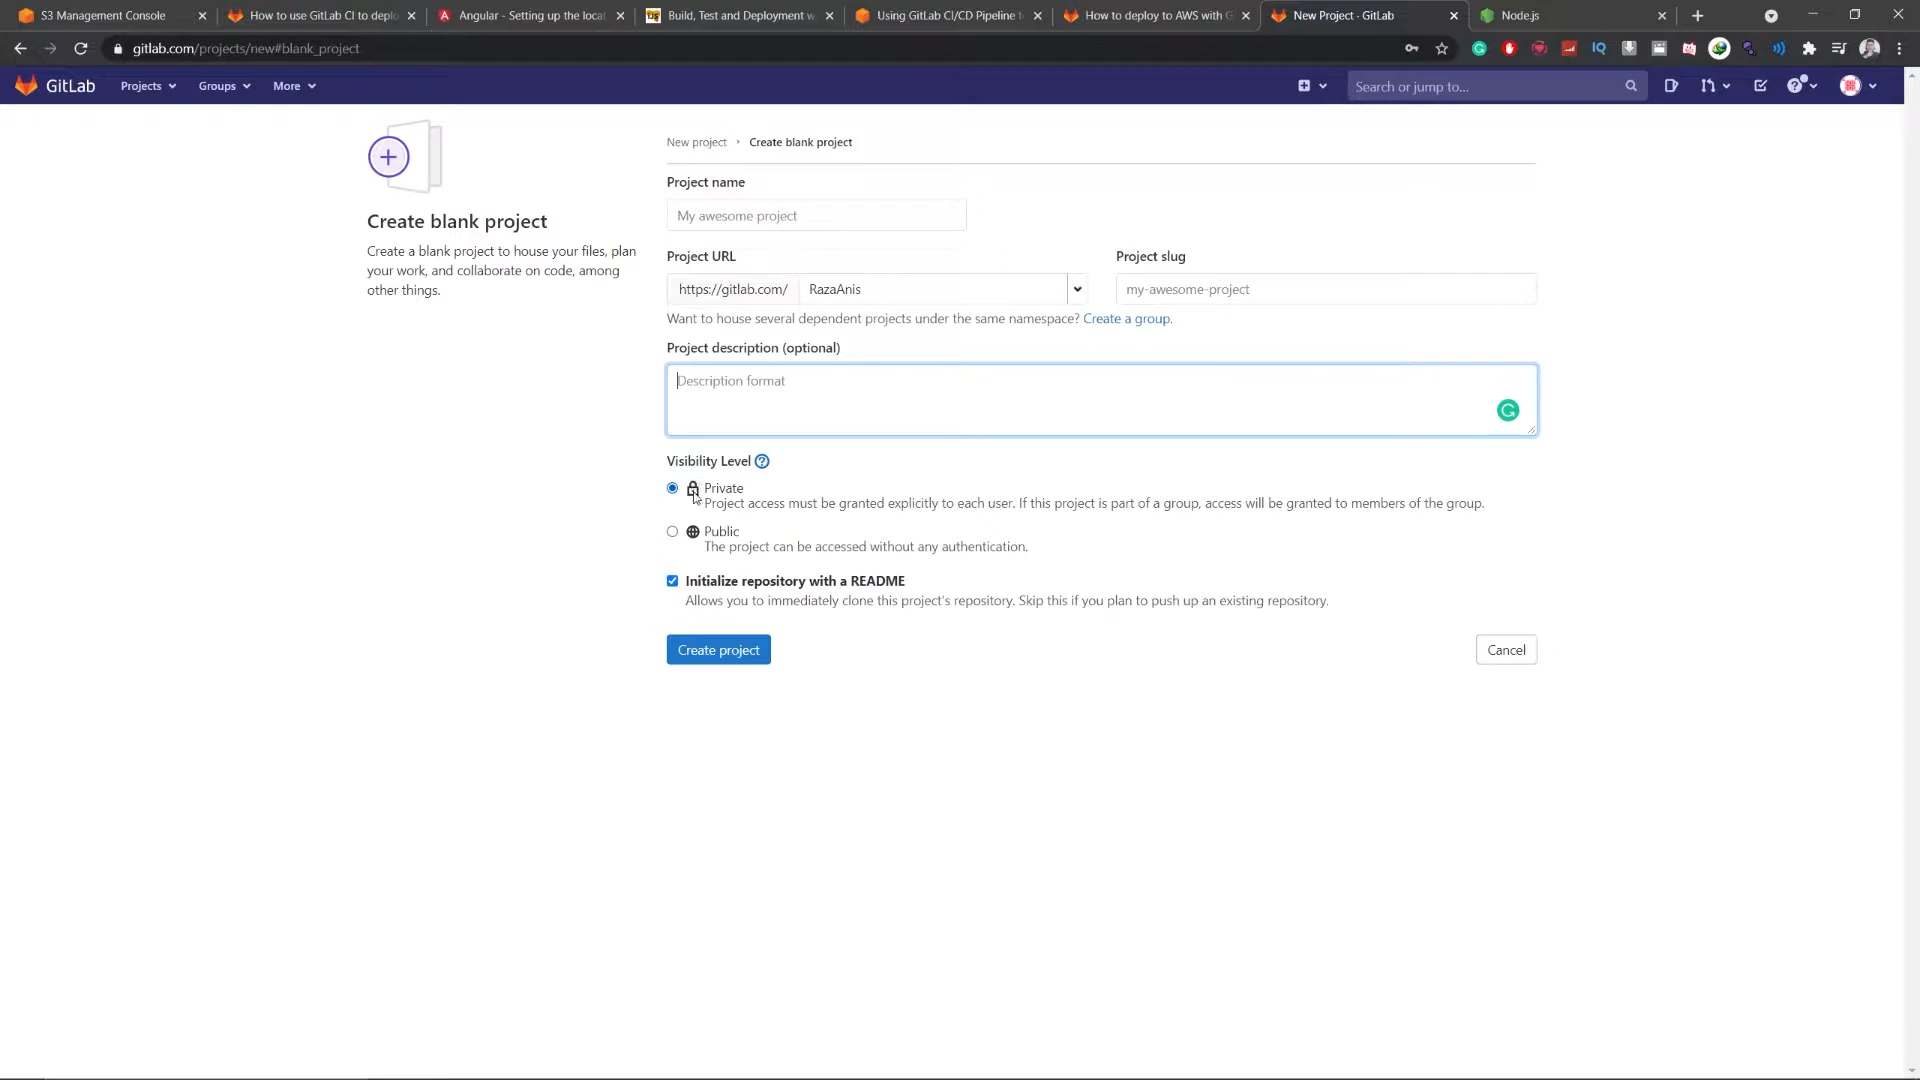 S3 Management Console
How to use GitLab CI to deplo
Angular - Setting up the local
Build, Test and Deployment w
Using GitLab CI/CD Pipeline t
How to deploy to AWS with G
New Project · GitLab
Node.js
gitlab.com/projects/new#blank_project
GitLab
Projects
Groups
More
Search or jump to...
New project › Create blank project
Create blank project
Create a blank project to house your files, plan
your work, and collaborate on code, among
other things.
Project name
My awesome project
Project URL
Project slug
https://gitlab.com/
RazaAnis
my-awesome-project
Want to house several dependent projects under the same namespace? Create a group.
Project description (optional)
Description format
Visibility Level
Private
Project access must be granted explicitly to each user. If this project is part of a group, access will be granted to members of the group.
Public
The project can be accessed without any authentication.
Initialize repository with a README
Allows you to immediately clone this project's repository. Skip this if you plan to push up an existing repository.
Create project
Cancel